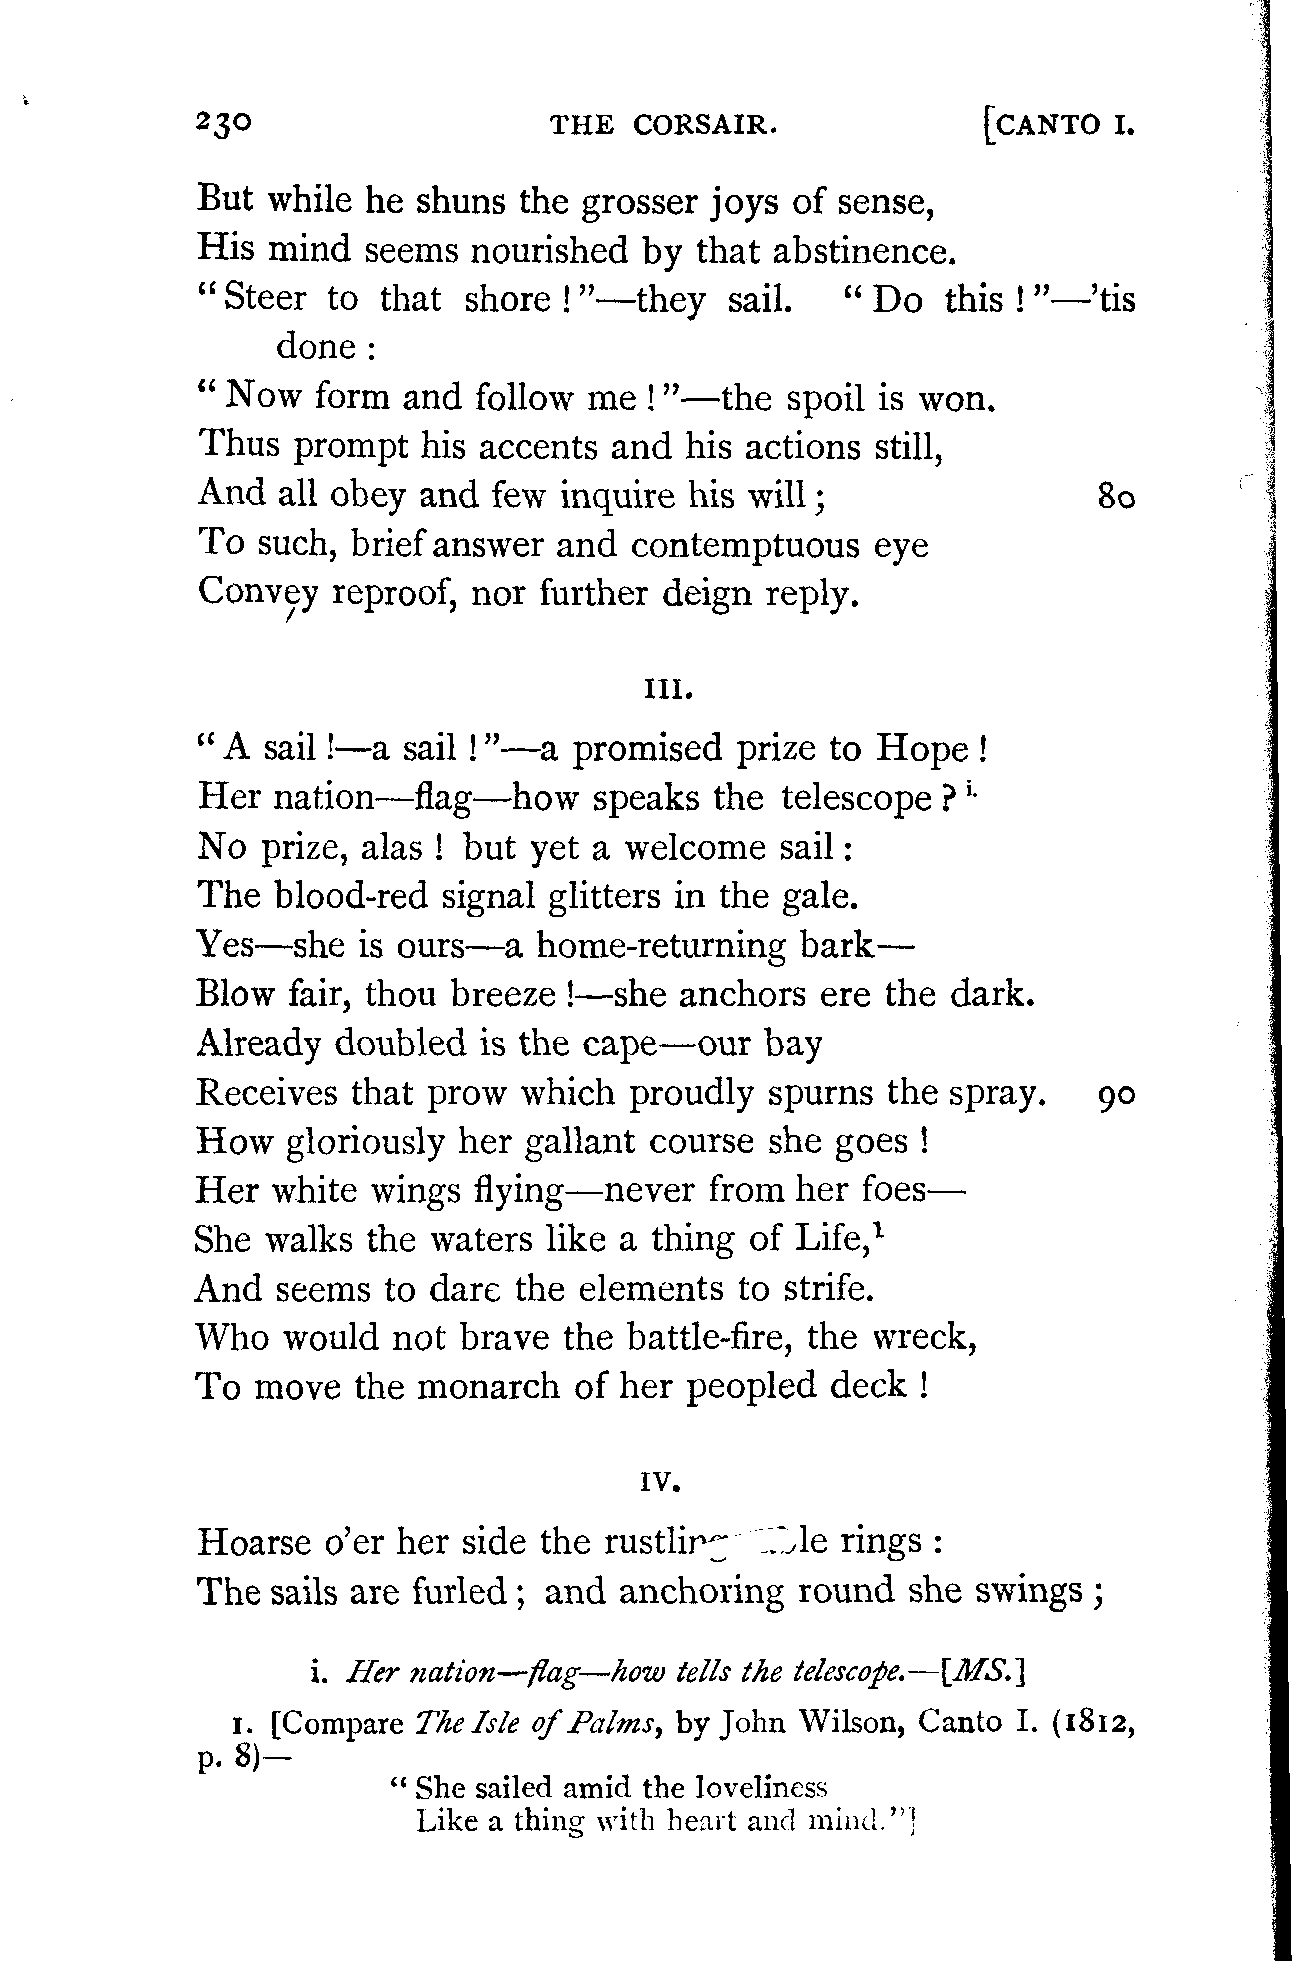 230 THE CORSAIR. [CANTO I.
But while he shuns the grosser joys of sense,
His mind seems nourished by that abstinence.
“Steer to that shore!”—they sail. “Do this!”—’tis
done:
“Now form and follow me!”—the spoil is won.
Thus prompt his accents and his actions still,
And all obey and few inquire his will; 80
To such, brief answer and contemptuous eye
Convey reproof, nor further deign reply.
III.
“A sail!—a sail!”—a promised prize to Hope!
Her nation—flag—how speaks the telescope? i.
No prize, alas! but yet a welcome sail:
The blood-red signal glitters in the gale.
Yes—she is ours—a home-returning bark—
Blow fair, thou breeze!—she anchors ere the dark.
Already doubled is the cape—our bay
Receives that prow which proudly spurns the spray. 90
How gloriously her gallant course she goes!
Her white wings flying—never from her foes—
She walks the waters like a thing of Life,1
And seems to dare the elements to strife.
Who would not brave the battle-fire, the wreck,
To move the monarch of her peopled deck!
IV.
Hoarse o’er her side the rings:
The sails are furled; and anchoring round she swings;
i. Her nation—flag—how tells the telescope.—[MS.]
1. [Compare The Isle of Palms, by John Wilson, Canto I. (1812,
p. 8)—
“She sailed amid the loveliness
Like a thing with heart and mind.”]